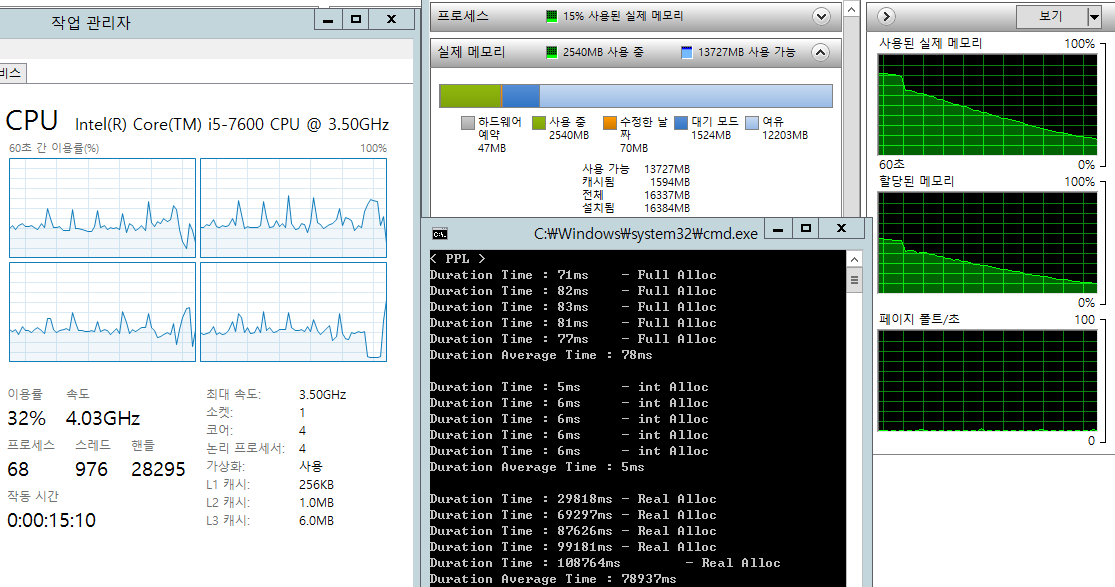 작업 관리자
비스
CPU Intel(R) Core(TM) i5-7600 CPU @ 3.50GHz
60초 간 이용률(%) 100%
이용률 속도
32% 4.03GHz
프로세스 스레드 핸들
68 976 28295
작동 시간
0:00:15:10
최대 속도: 3.50GHz
소켓: 1
코어: 4
논리 프로세서: 4
가상화: 사용
L1 캐시: 256KB
L2 캐시: 1.0MB
L3 캐시: 6.0MB
프로세스 15% 사용된 실제 메모리
실제 메모리 2540MB 사용 중 13727MB 사용 가능
하드웨어 예약 47MB
사용 중 2540MB
수정한 날짜 70MB
대기 모드 1524MB
여유 12203MB
사용 가능 13727MB
캐시됨 1594MB
전체 16337MB
설치됨 16384MB
C:₩Windows₩system32₩cmd.exe
< PPL >
Duration Time : 71ms - Full Alloc
Duration Time : 82ms - Full Alloc
Duration Time : 83ms - Full Alloc
Duration Time : 81ms - Full Alloc
Duration Time : 77ms - Full Alloc
Duration Average Time : 78ms
Duration Time : 5ms - int Alloc
Duration Time : 6ms - int Alloc
Duration Time : 6ms - int Alloc
Duration Time : 6ms - int Alloc
Duration Time : 6ms - int Alloc
Duration Average Time : 5ms
Duration Time : 29818ms - Real Alloc
Duration Time : 69297ms - Real Alloc
Duration Time : 87626ms - Real Alloc
Duration Time : 99181ms - Real Alloc
Duration Time : 108764ms - Real Alloc
Duration Average Time : 78937ms
보기
사용된 실제 메모리 100%
60초 0%
할당된 메모리 100%
0%
페이지 폴트/초 100
0